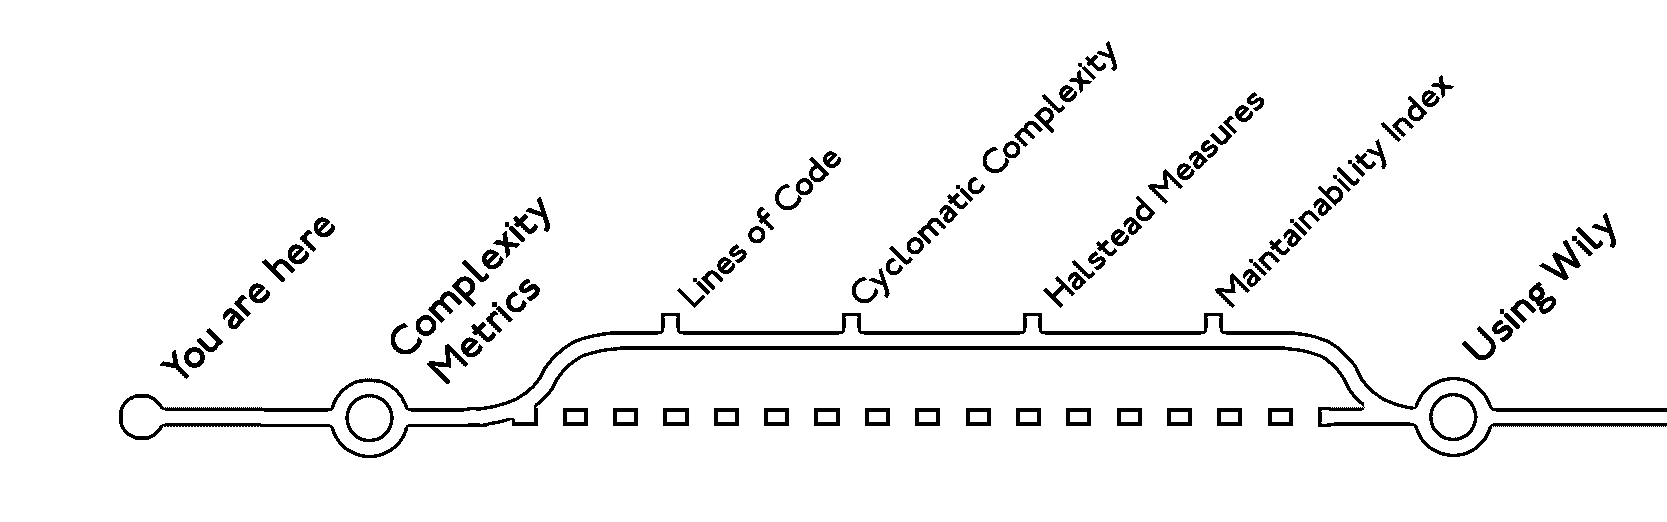 You are here
Complexity
Metrics
Lines of Code
Cyclomatic Complexity
Halstead Measures
Maintainability Index
Using Wily